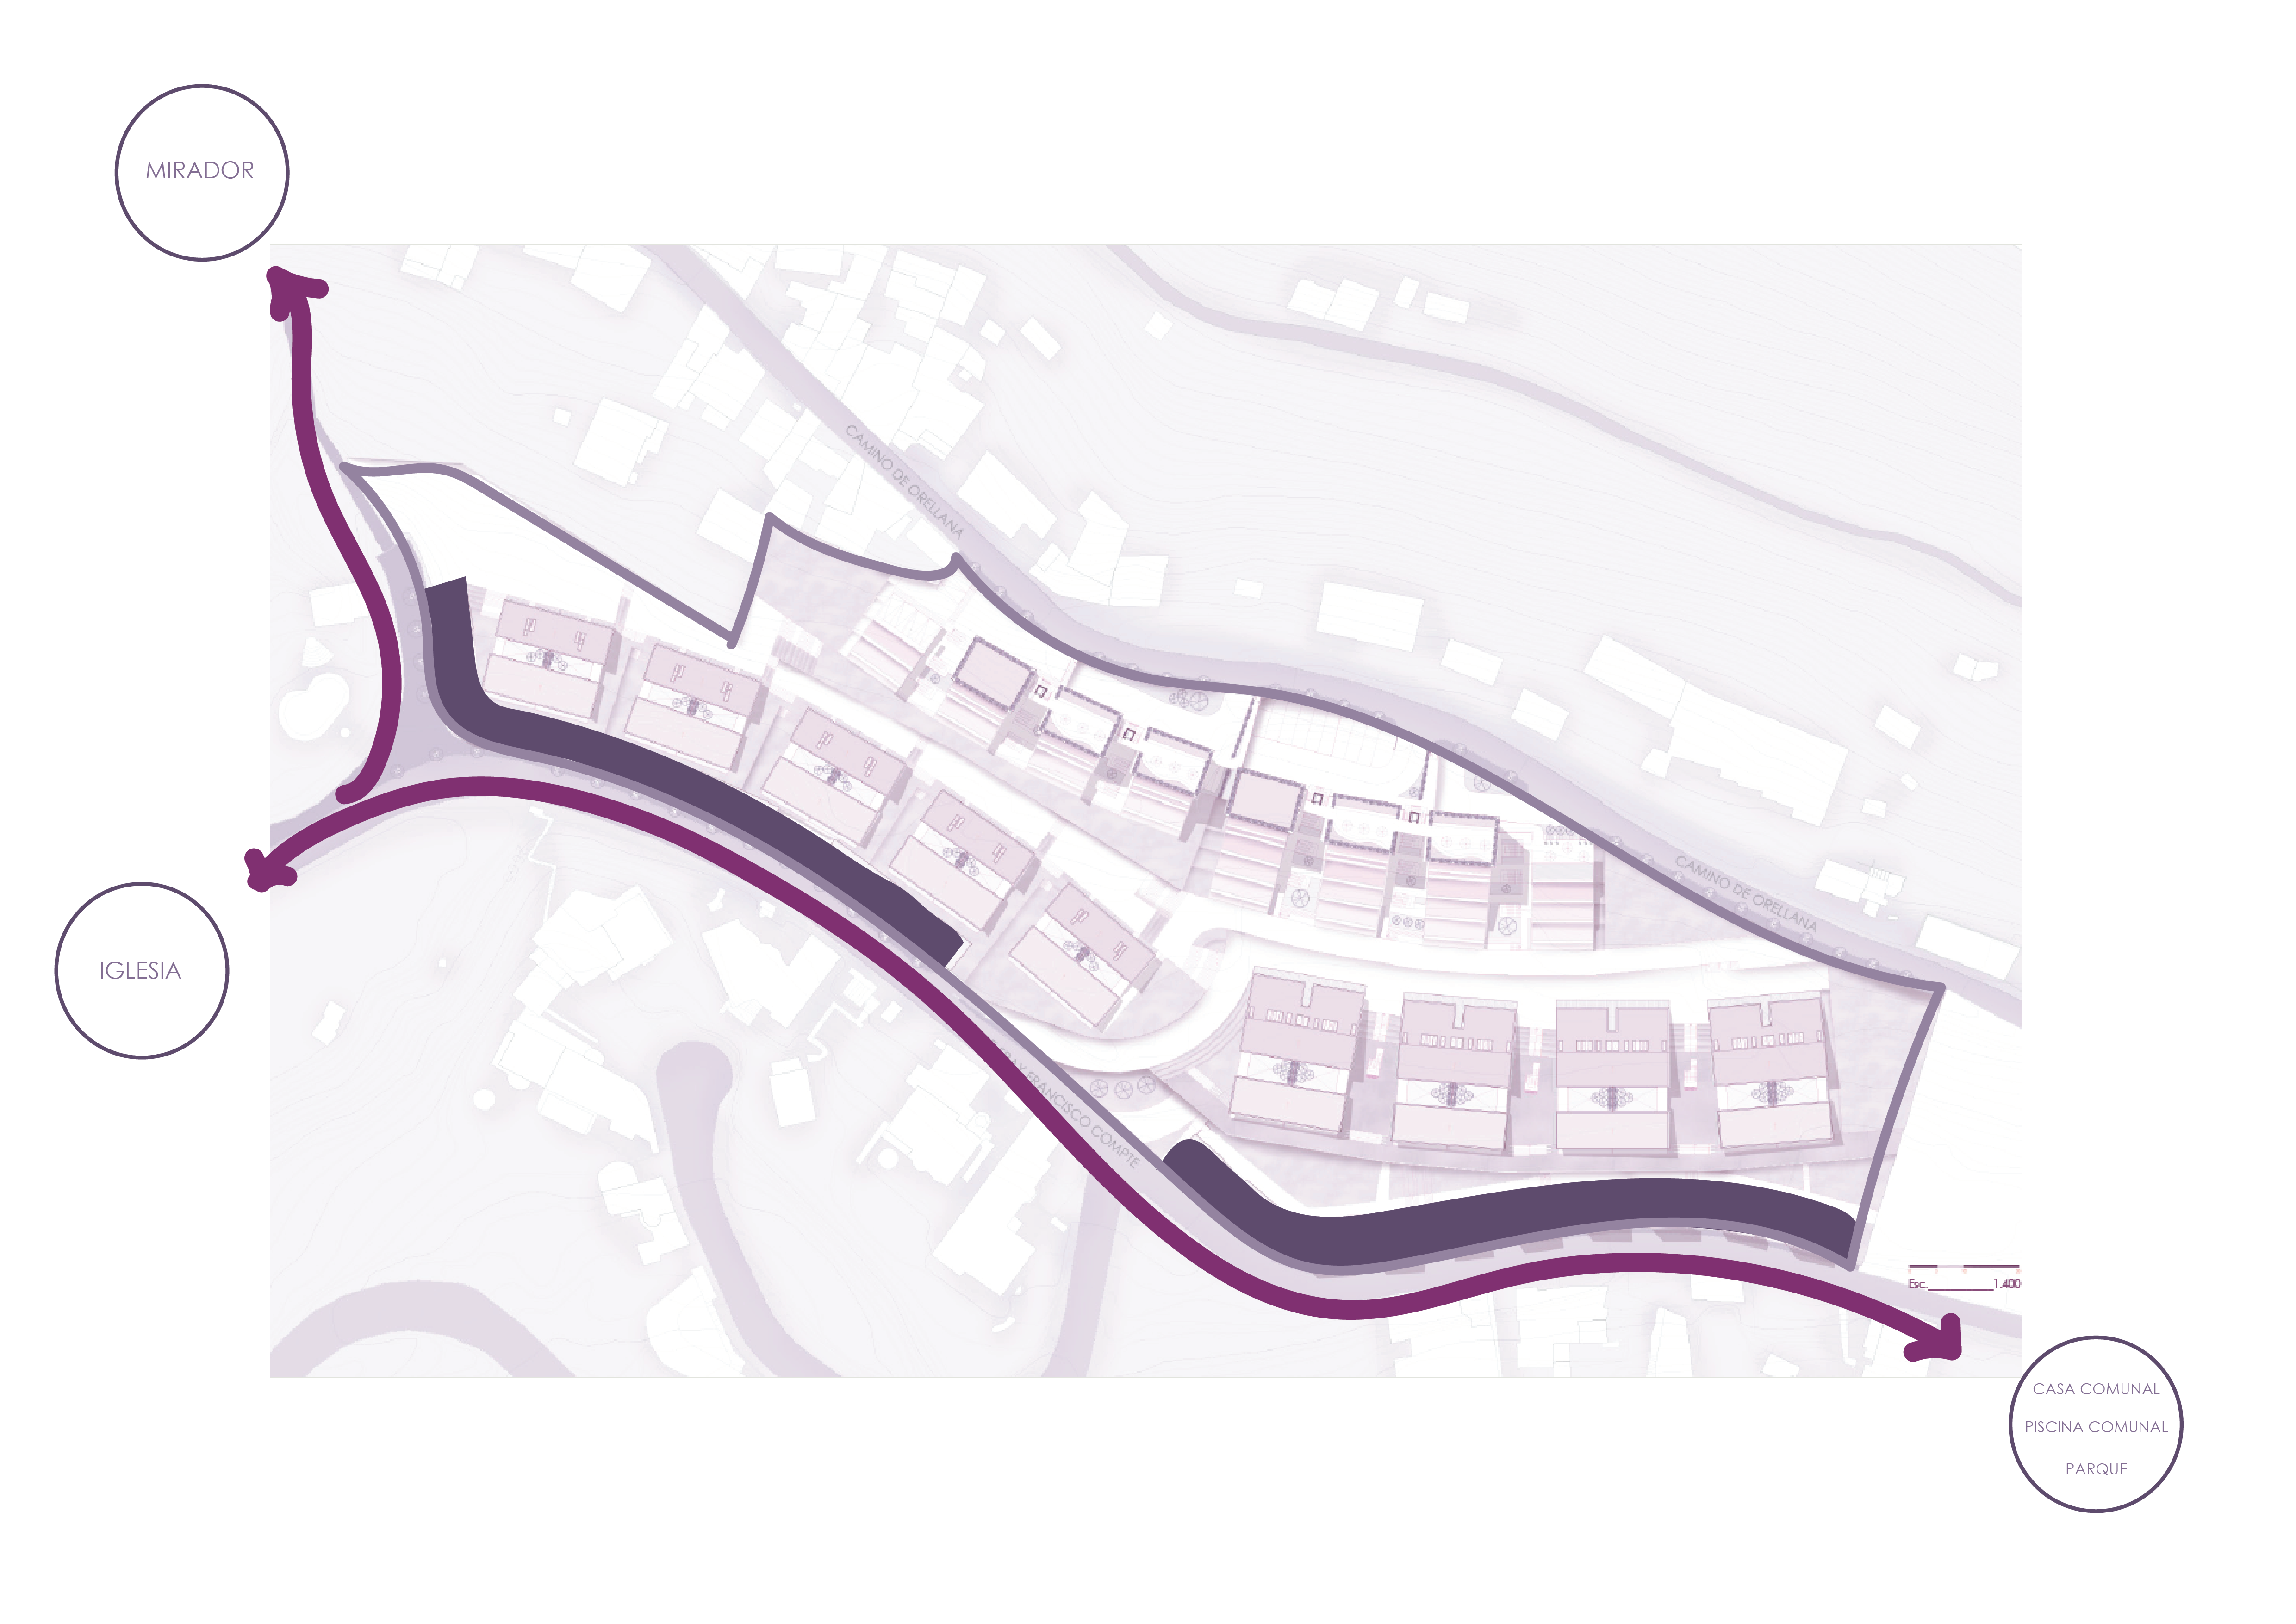 MIRADOR
CAMINO DE ORELLANA
CAMINO DE ORELLANA
IGLESIA
FRANCISCO COMPTE
Esc. 1.400
CASA COMUNAL
PISCINA COMUNAL
PARQUE